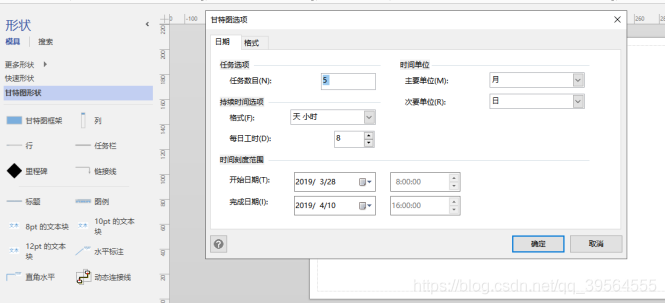 形状
模具 搜索
更多形状
快速形状
甘特图形状
甘特图框架 列
行 任务栏
里程碑 链接线
标题 图例
8pt 的文本块 10pt 的文本块
12pt 的文本块 水平标注
直角水平 动态连接线
甘特图选项
日期 格式
任务选项
任务数目(N): 5
持续时间选项
格式(F): 天 小时
每日工时(D): 8
时间单位
主要单位(M): 月
次要单位(R): 日
时间刻度范围
开始日期(T): 2019/ 3/28 8:00:00
完成日期(I): 2019/ 4/10 16:00:00
确定 取消
https://blog.csdn.net/qq_39564555